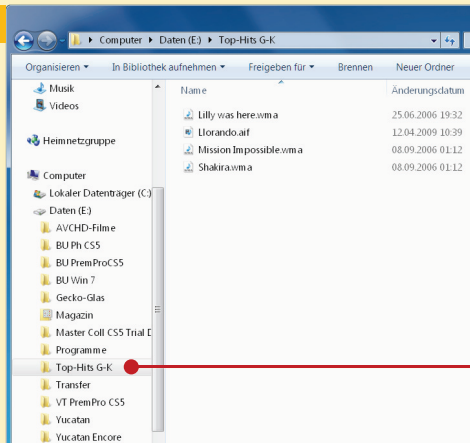 Computer ▸ Daten (E:) ▸ Top-Hits G-K
Organisieren In Bibliothek aufnehmen Freigeben für Brennen Neuer Ordner
Musik
Videos
Heimnetzgruppe
Computer
Lokaler Datenträger (C:)
Daten (E:)
AVCHD-Filme
BU Ph CS5
BU PremProCS5
BU Win 7
Gecko-Glas
Magazin
Master Coll CS5 Trial
Programme
Top-Hits G-K
Transfer
VT PremPro CS5
Yucatan
Yucatan Encore
Name Änderungsdatum
Lilly was here.wma 25.06.2006 19:32
Llorando.aif 12.04.2009 10:39
Mission Impossible.wma 08.09.2006 01:12
Shakira.wma 08.09.2006 01:12